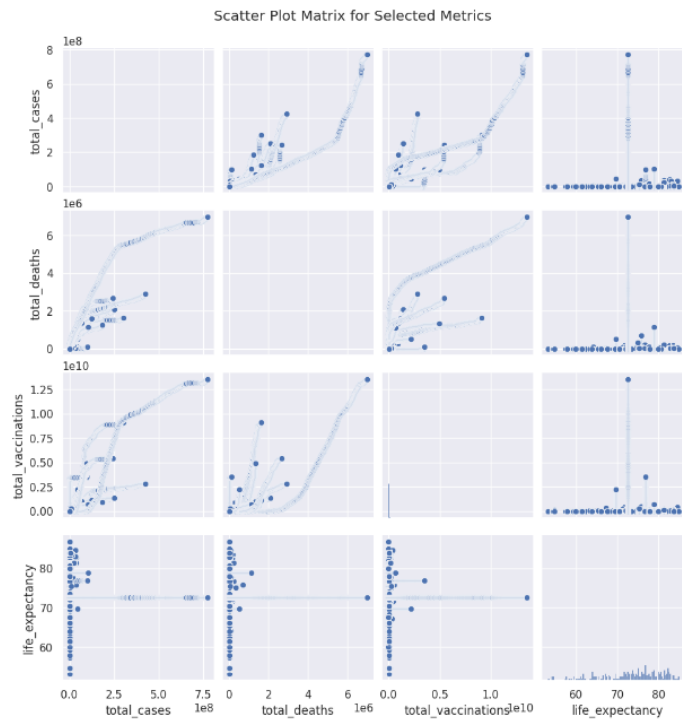 Scatter Plot Matrix for Selected Metrics
1e8
8
6
4
2
0
total_cases
1e6
6
4
2
0
total_deaths
1e10
1.25
1.00
0.75
0.50
0.25
0.00
total_vaccinations
80
70
60
life_expectancy
0.0 2.5 5.0 7.5
1e8
total_cases
0 2 4 6
1e6
total_deaths
0.0 0.5 1.0
1e10
total_vaccinations
60 70 80
life_expectancy